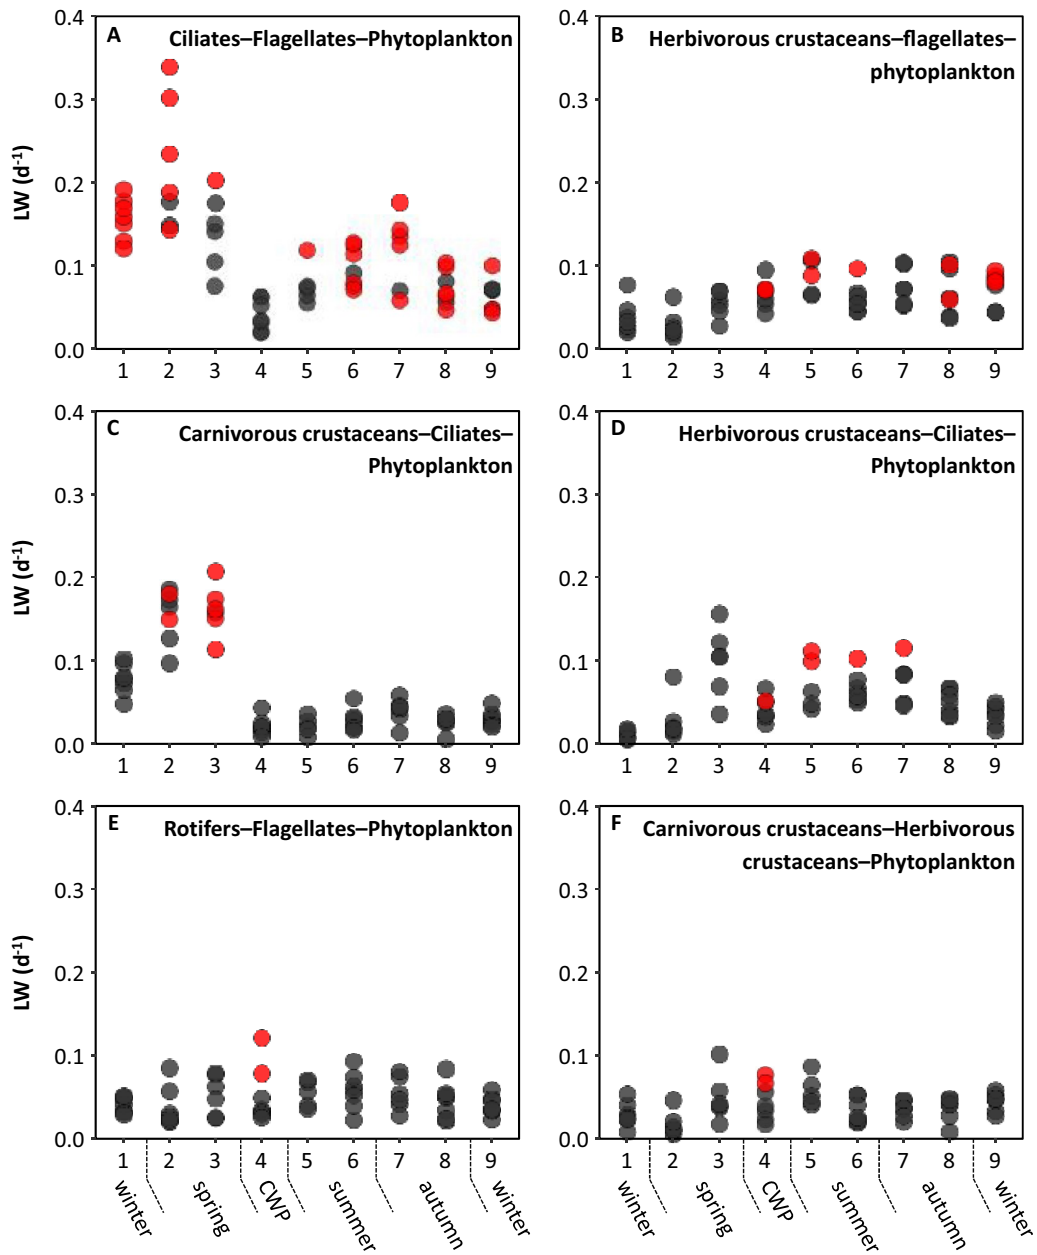 A Ciliates–Flagellates–Phytoplankton
LW (d-1)
0.4
0.3
0.2
0.1
0.0
1 2 3 4 5 6 7 8 9
B Herbivorous crustaceans–flagellates–
phytoplankton
0.4
0.3
0.2
0.1
0.0
1 2 3 4 5 6 7 8 9
C Carnivorous crustaceans–Ciliates–
Phytoplankton
LW (d-1)
0.4
0.3
0.2
0.1
0.0
1 2 3 4 5 6 7 8 9
D Herbivorous crustaceans–Ciliates–
Phytoplankton
0.4
0.3
0.2
0.1
0.0
1 2 3 4 5 6 7 8 9
E Rotifers–Flagellates–Phytoplankton
LW (d-1)
0.4
0.3
0.2
0.1
0.0
1 2 3 4 5 6 7 8 9
winter spring CWP summer autumn winter
F Carnivorous crustaceans–Herbivorous
crustaceans–Phytoplankton
0.4
0.3
0.2
0.1
0.0
1 2 3 4 5 6 7 8 9
winter spring CWP summer autumn winter